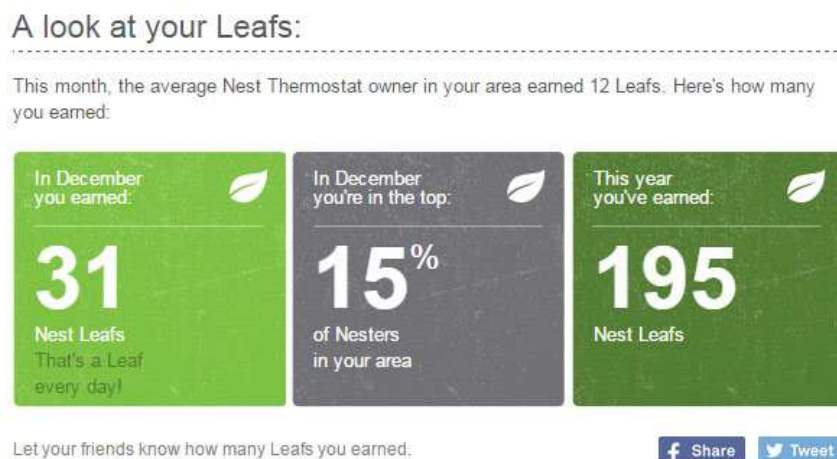 A look at your Leafs:
This month, the average Nest Thermostat owner in your area earned 12 Leafs. Here's how many
you earned:
In December
you earned:
31
Nest Leafs
That's a Leaf
every day!
In December
you're in the top:
15%
of Nesters
in your area
This year
you've earned:
195
Nest Leafs
Let your friends know how many Leafs you earned.
f Share
Tweet